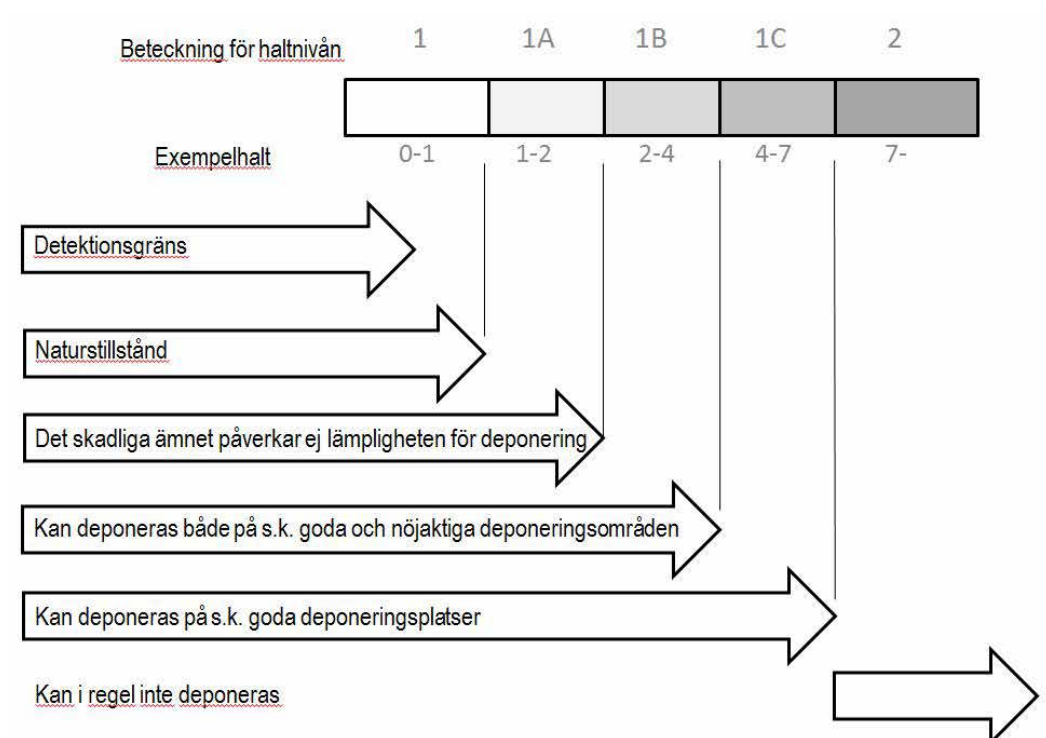 Beteckning för haltnivån 1 1A 1B 1C 2
Exempelhalt 0-1 1-2 2-4 4-7 7-
Detektionsgräns
Naturstillstånd
Det skadliga ämnet påverkar ej lämpligheten för deponering
Kan deponeras både på s.k. goda och nöjaktiga deponeringsområden
Kan deponeras på s.k. goda deponeringsplatser
Kan i regel inte deponeras